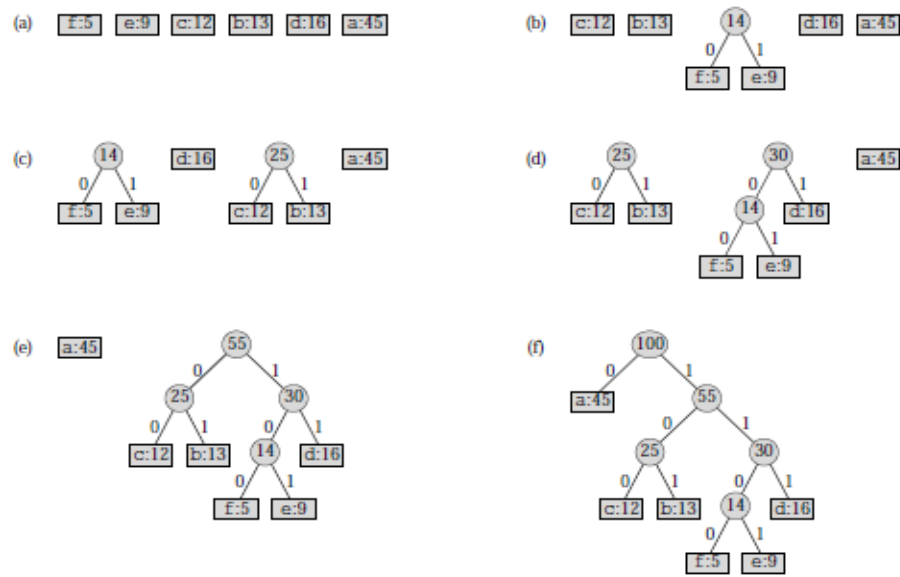 (a) f:5 e:9 c:12 b:13 d:16 a:45
(b) c:12 b:13 14 d:16 a:45
0 1
f:5 e:9
(c) 14 d:16 25 a:45
0 1 0 1
f:5 e:9 c:12 b:13
(d) 25 30 a:45
0 1 0 1
c:12 b:13 14 d:16
0 1
f:5 e:9
(e) a:45 55
0 1
25 30
0 1 0 1
c:12 b:13 14 d:16
0 1
f:5 e:9
(f) 100
0 1
a:45 55
0 1
25 30
0 1 0 1
c:12 b:13 14 d:16
0 1
f:5 e:9